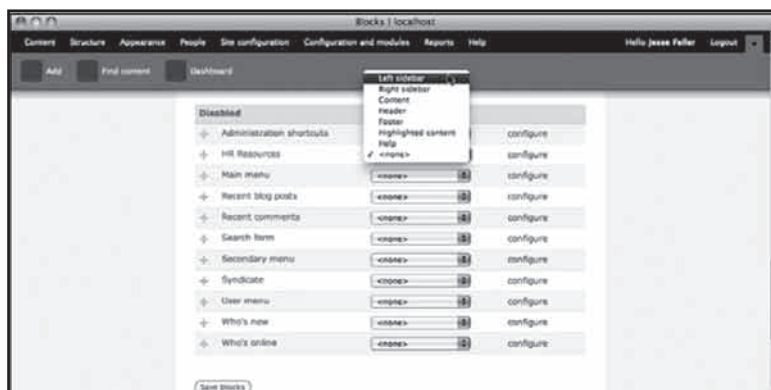 Blocks | localhost
Content Structure Appearance People Site configuration Configuration and modules Reports Help Hello Jesse Feiler Logout
Add Find content Dashboard
Left sidebar
Right sidebar
Content
Header
Footer
Highlighted content
Help
✓ <none>
Disabled
Administration shortcuts configure
HR Resources configure
Main menu <none> configure
Recent blog posts <none> configure
Recent comments <none> configure
Search form <none> configure
Secondary menu <none> configure
Syndicate <none> configure
User menu <none> configure
Who's new <none> configure
Who's online <none> configure
Save blocks